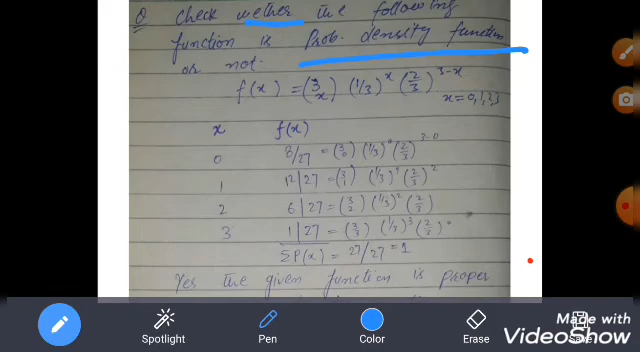 Q Check wether the following
function is Prob. density function
or not.
f(x) = (3 x) (1/3)^x (2/3)^3-x
x=0,1,2,3
x f(x)
0 8/27 = (3 0) (1/3)^0 (2/3)^3-0
1 12/27 = (3 1) (1/3)^1 (2/3)^2
2 6/27 = (3 2) (1/3)^2 (2/3)
3 1/27 = (3 3) (1/3)^3 (2/3)^0
ΣP(x) = 27/27 = 1
Yes the given function is proper
Spotlight Pen Color Erase
Made with
VideoShow